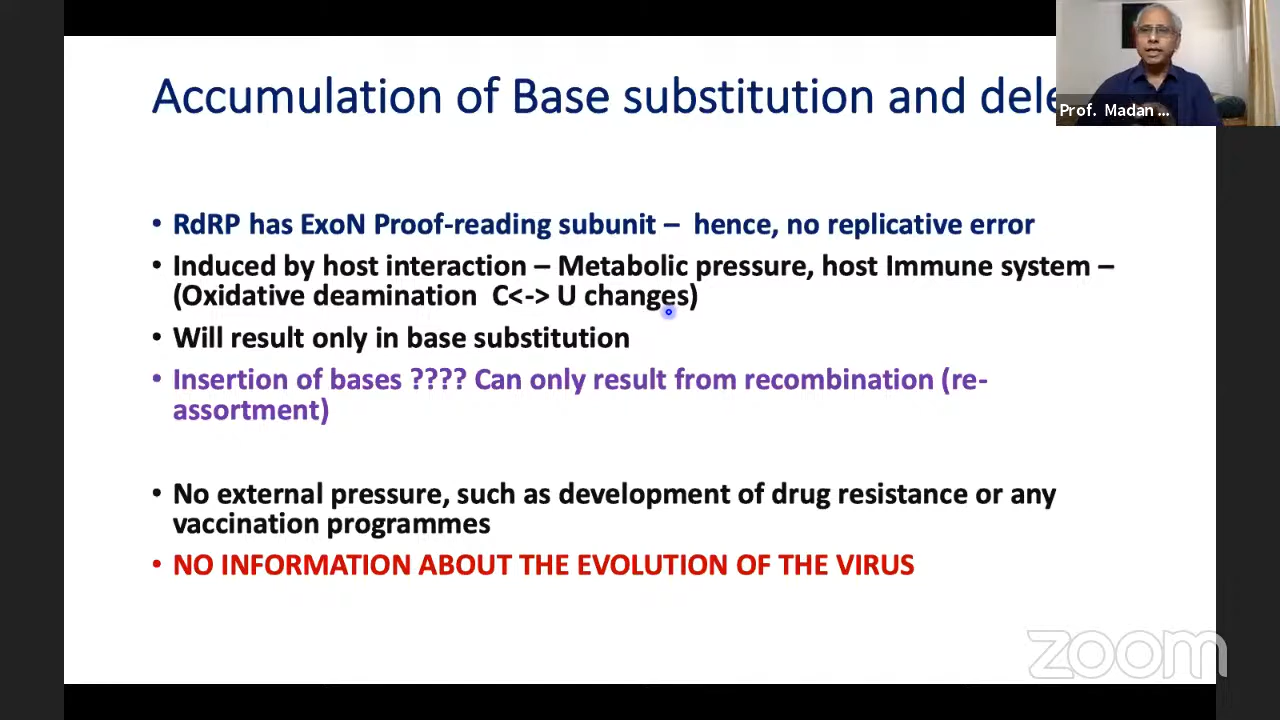 Accumulation of Base substitution and dele
Prof. Madan ...
• RdRP has ExoN Proof-reading subunit – hence, no replicative error
• Induced by host interaction – Metabolic pressure, host Immune system –
(Oxidative deamination C<-> U changes)
• Will result only in base substitution
• Insertion of bases ???? Can only result from recombination (re-
assortment)
• No external pressure, such as development of drug resistance or any
vaccination programmes
• NO INFORMATION ABOUT THE EVOLUTION OF THE VIRUS
zoom